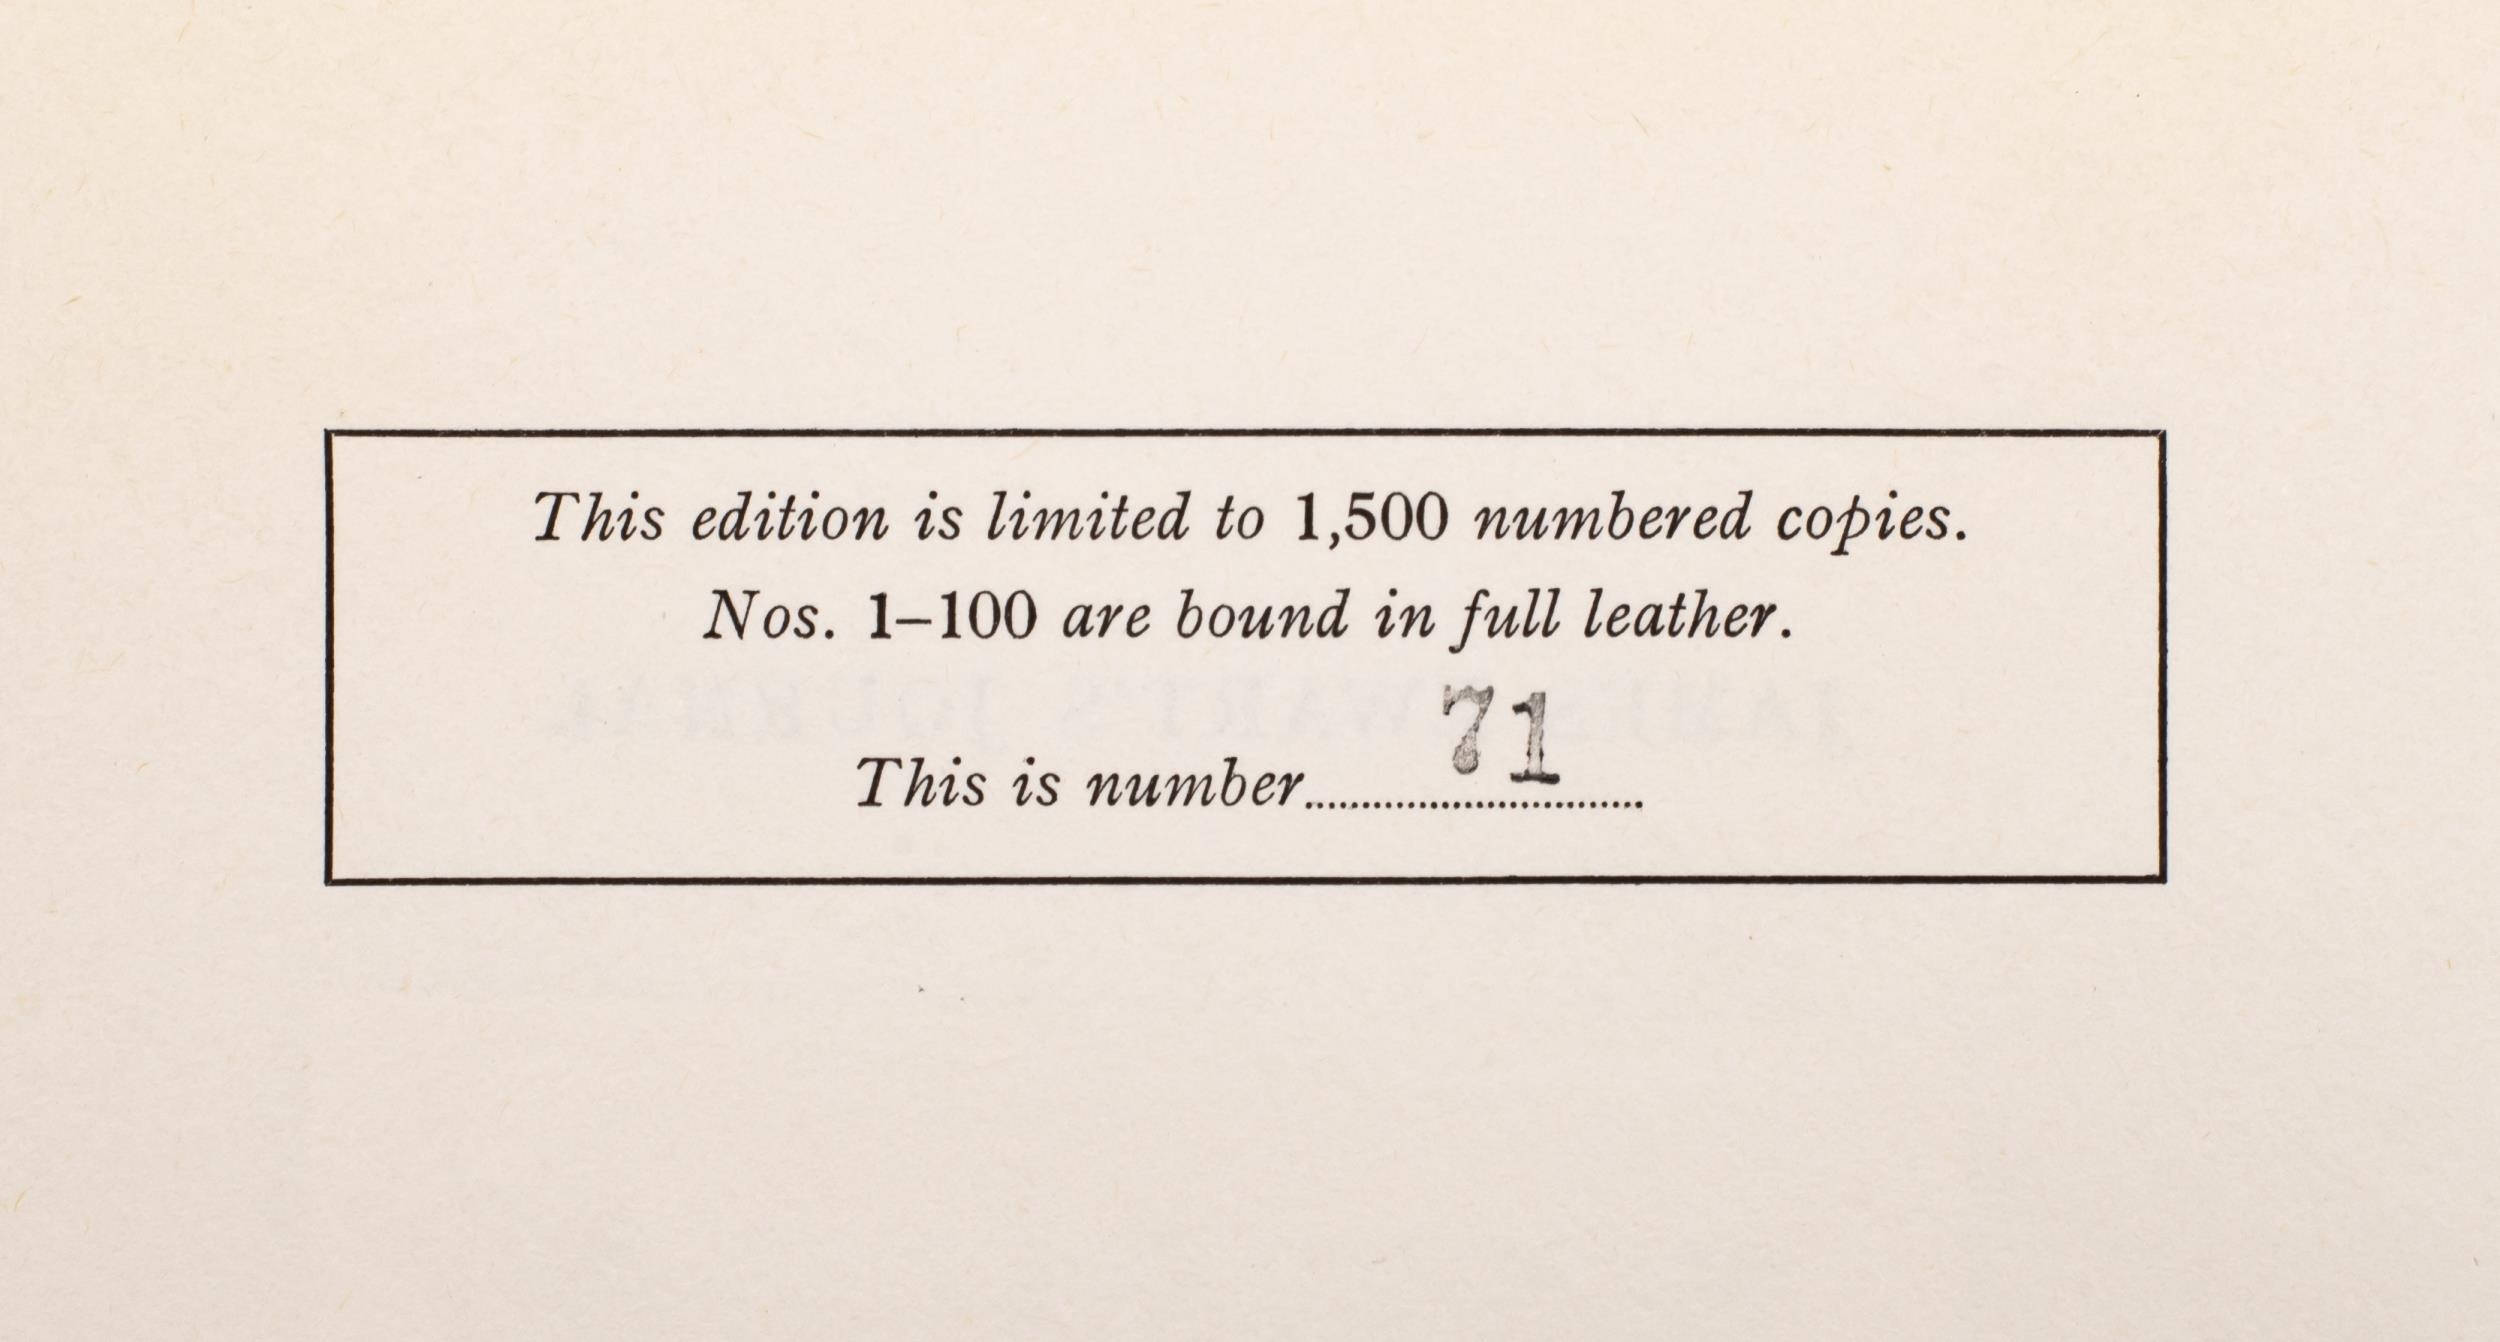 This edition is limited to 1,500 numbered copies.
Nos. 1–100 are bound in full leather.
This is number.............................. 71